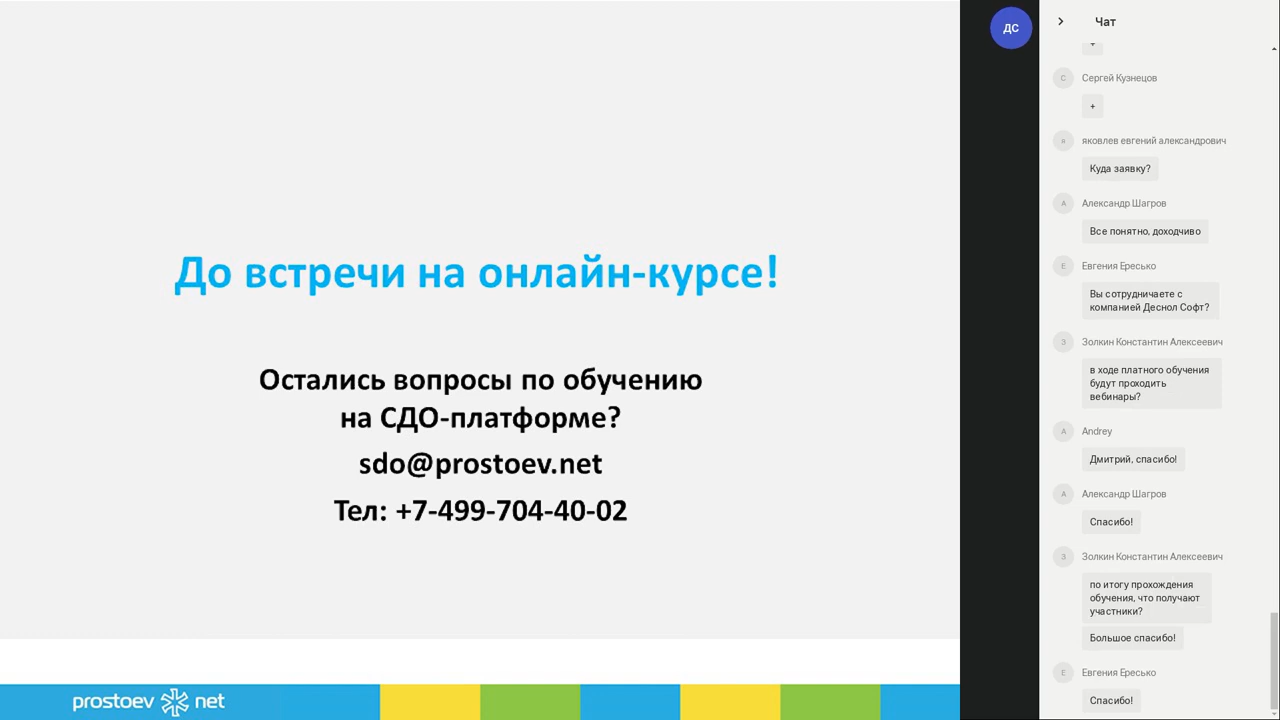 До встречи на онлайн-курсе!
Остались вопросы по обучению
на СДО-платформе?
sdo@prostoev.net
Тел: +7-499-704-40-02
prostoev net
ДС
Чат
С
Сергей Кузнецов
+
я
яковлев евгений александрович
Куда заявку?
А
Александр Шагров
Все понятно, доходчиво
Е
Евгения Ересько
Вы сотрудничаете с
компанией Деснол Софт?
З
Золкин Константин Алексеевич
в ходе платного обучения
будут проходить
вебинары?
A
Andrey
Дмитрий, спасибо!
А
Александр Шагров
Спасибо!
З
Золкин Константин Алексеевич
по итогу прохождения
обучения, что получают
участники?
Большое спасибо!
Е
Евгения Ересько
Спасибо!